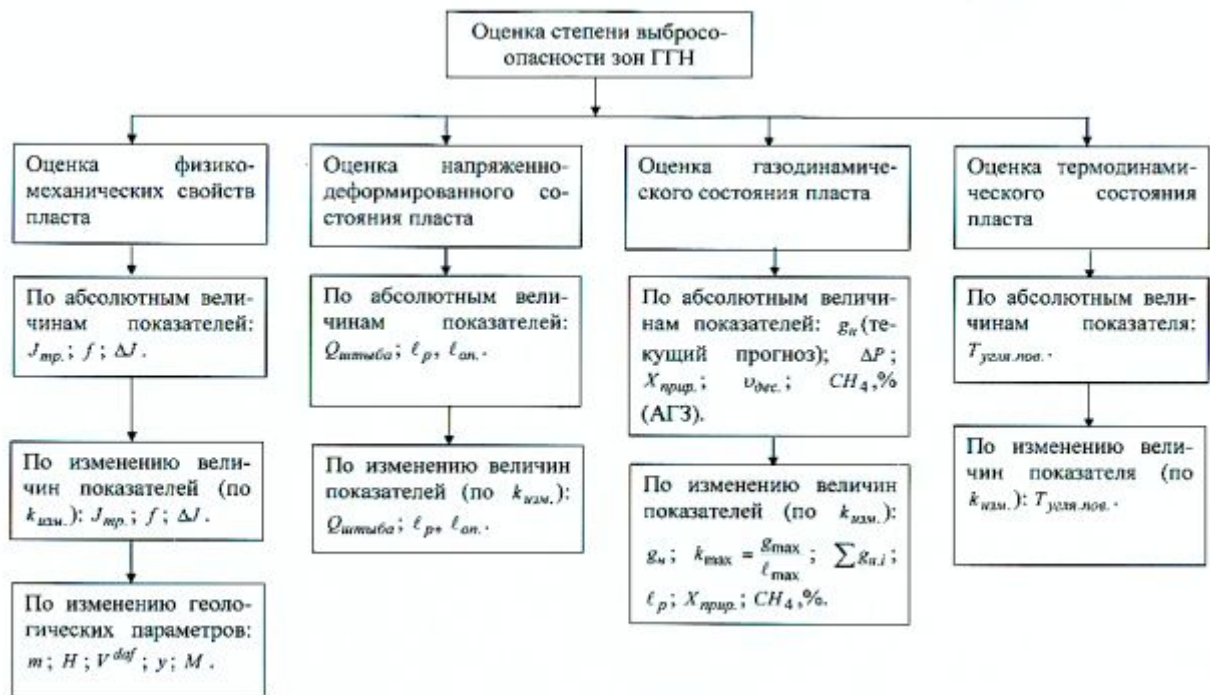 Оценка степени выбросо-
опасности зон ГГН
Оценка физико-
механических свойств
пласта
Оценка напряженно-
деформированного со-
стояния пласта
Оценка газодинамиче-
ского состояния пласта
Оценка термодинами-
ческого состояния
пласта
По абсолютным вели-
чинам показателей:
J_тр.; f; ΔJ.
По абсолютным вели-
чинам показателей:
Q_штыба; ℓ_р, ℓ_оп..
По абсолютным величи-
нам показателей: g_н (те-
кущий прогноз); ΔP;
X_прир.; υ_дес.; CH₄,%
(АГЗ).
По абсолютным вели-
чинам показателя:
T_угля.пов..
По изменению вели-
чин показателей (по
k_изм.): J_тр.; f; ΔJ.
По изменению величин
показателей (по k_изм.):
Q_штыба; ℓ_р, ℓ_оп..
По изменению величин
показателей (по k_изм.):
g_н; k_max = g_max/ℓ_max; ∑g_н.i;
ℓ_р; X_прир.; CH₄,%.
По изменению вели-
чин показателя (по
k_изм.): T_угля.пов..
По изменению геоло-
гических параметров:
m; H; V^daf; y; M.